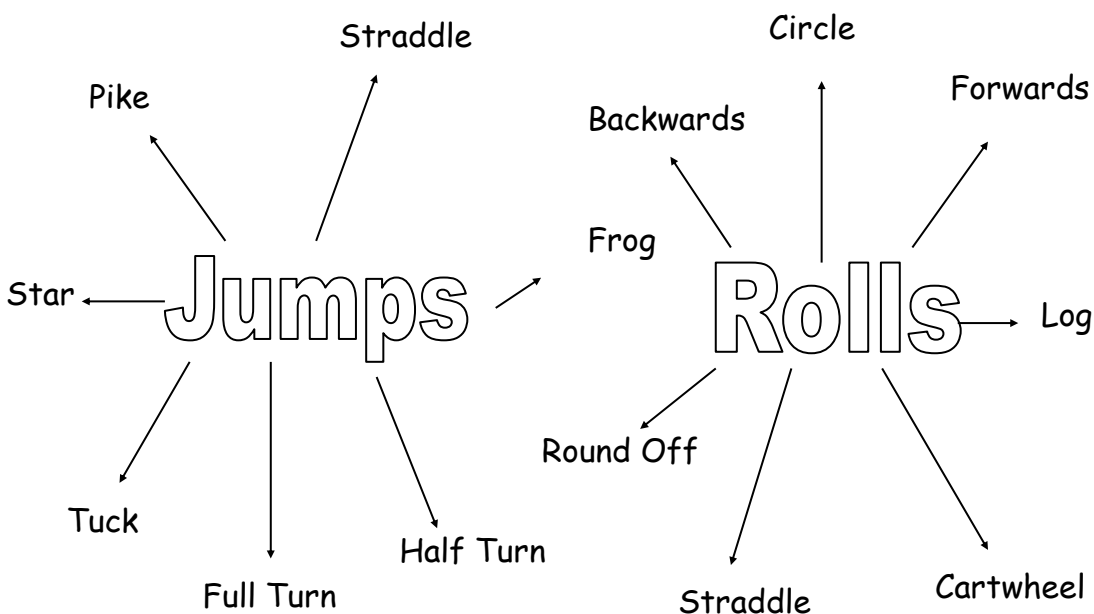 Straddle
Pike
Star
Jumps
Frog
Tuck
Full Turn
Half Turn
Circle
Backwards
Forwards
Rolls
Log
Round Off
Straddle
Cartwheel